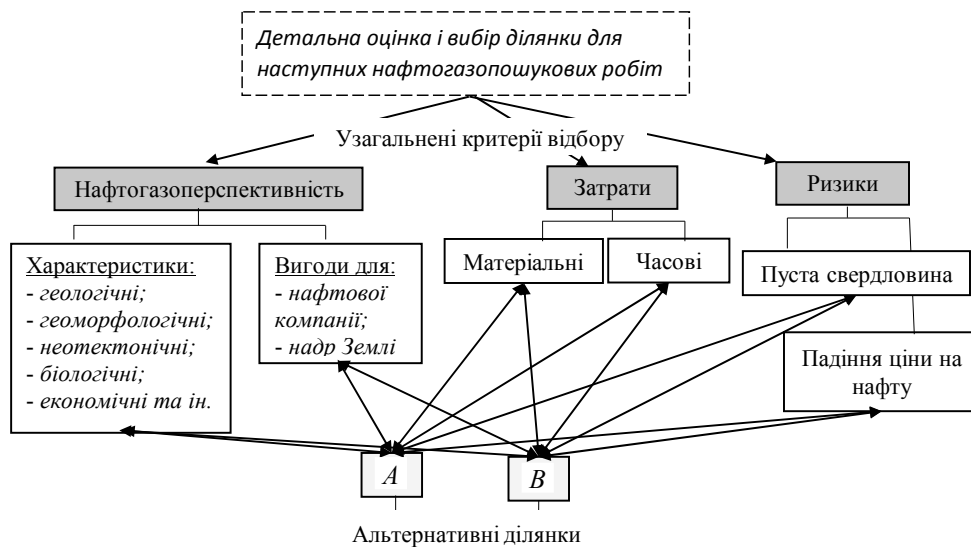 Детальна оцінка і вибір ділянки для
наступних нафтогазопошукових робіт
Узагальнені критерії відбору
Нафтогазоперспективність
Затрати
Ризики
Характеристики:
- геологічні;
- геоморфологічні;
- неотектонічні;
- біологічні;
- економічні та ін.
Вигоди для:
- нафтової
компанії;
- надр Землі
Матеріальні
Часові
Пуста свердловина
Падіння ціни на
нафту
A
B
Альтернативні ділянки